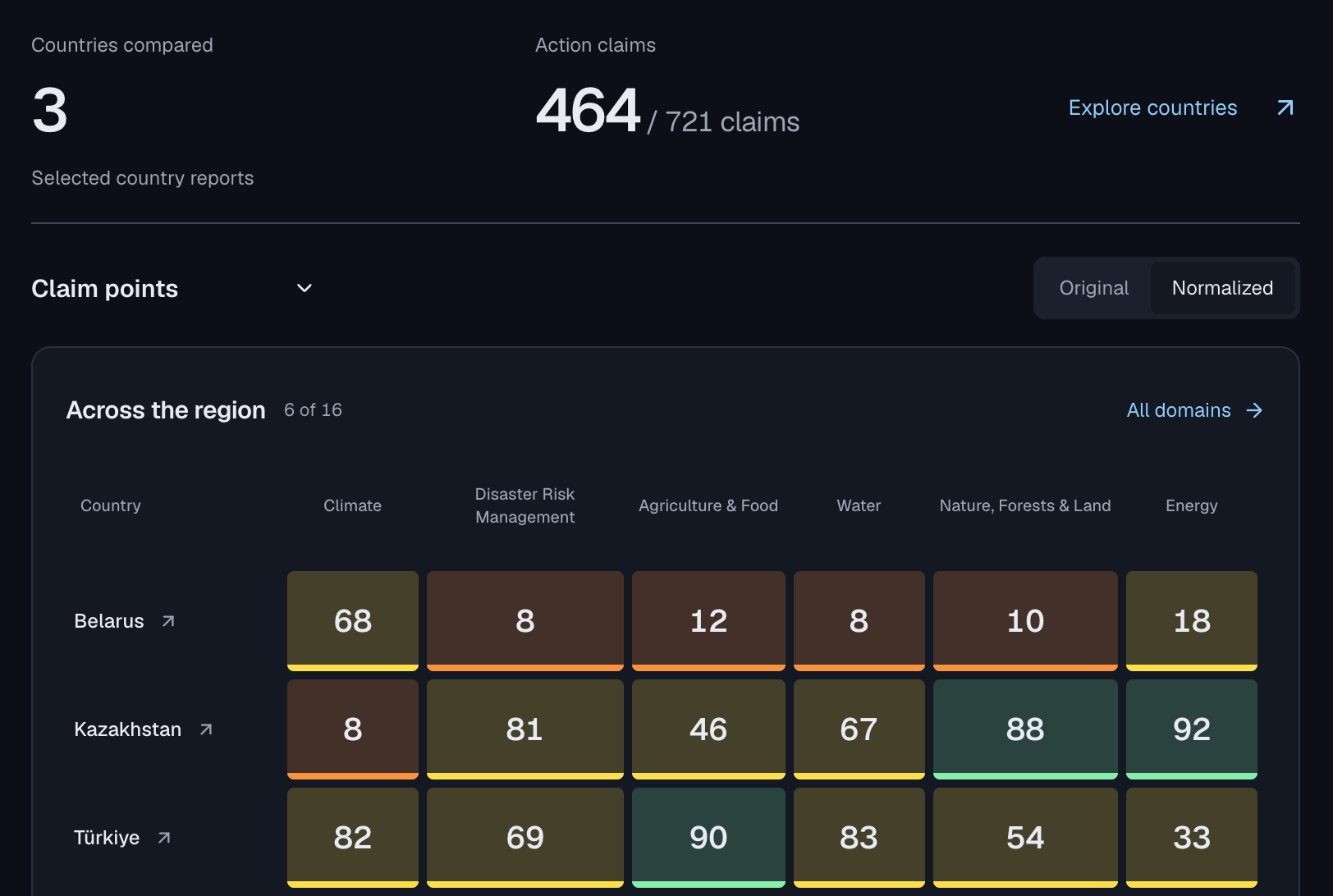 Countries compared
Action claims
3
464 / 721 claims
Explore countries
Selected country reports
Claim points
Original
Normalized
Across the region
6 of 16
All domains
Country
Climate
Disaster Risk
Management
Agriculture & Food
Water
Nature, Forests & Land
Energy
Belarus
68
8
12
8
10
18
Kazakhstan
8
81
46
67
88
92
Türkiye
82
69
90
83
54
33